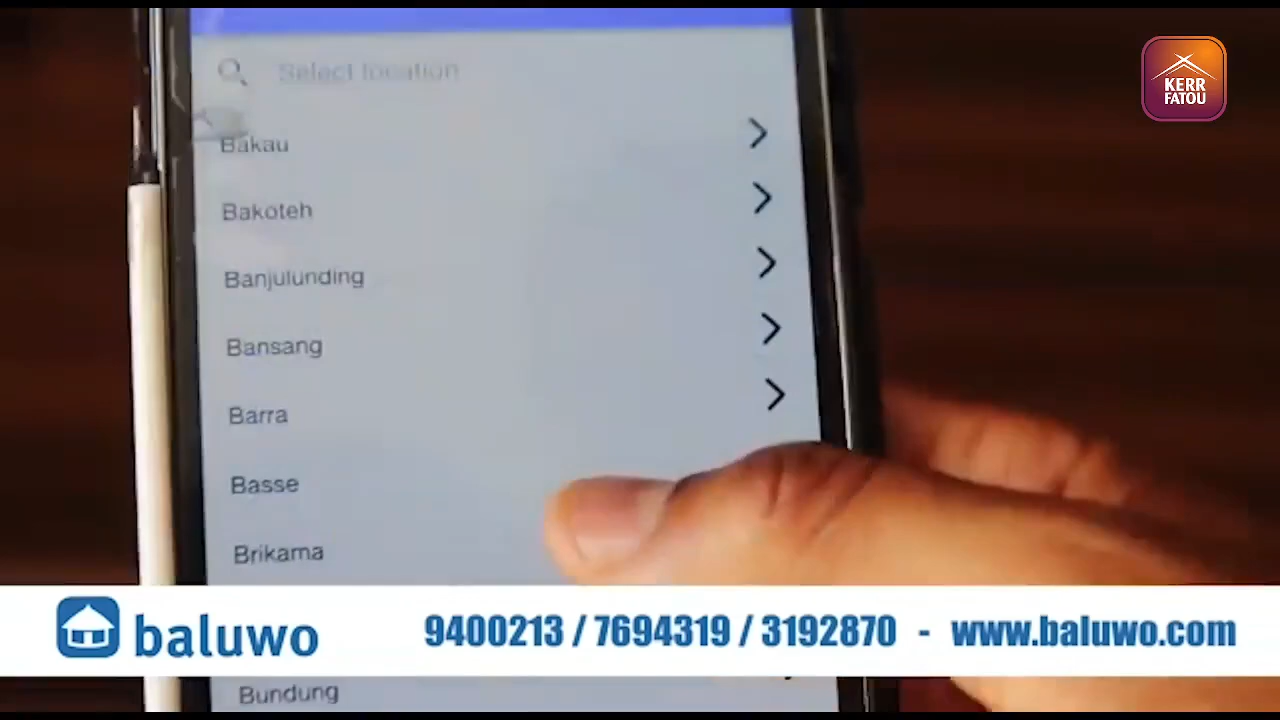 Select location
KERR
FATOU
Bakau
Bakoteh
Banjulunding
Bansang
Barra
Basse
Brikama
baluwo
9400213 / 7694319 / 3192870 - www.baluwo.com
Bundung